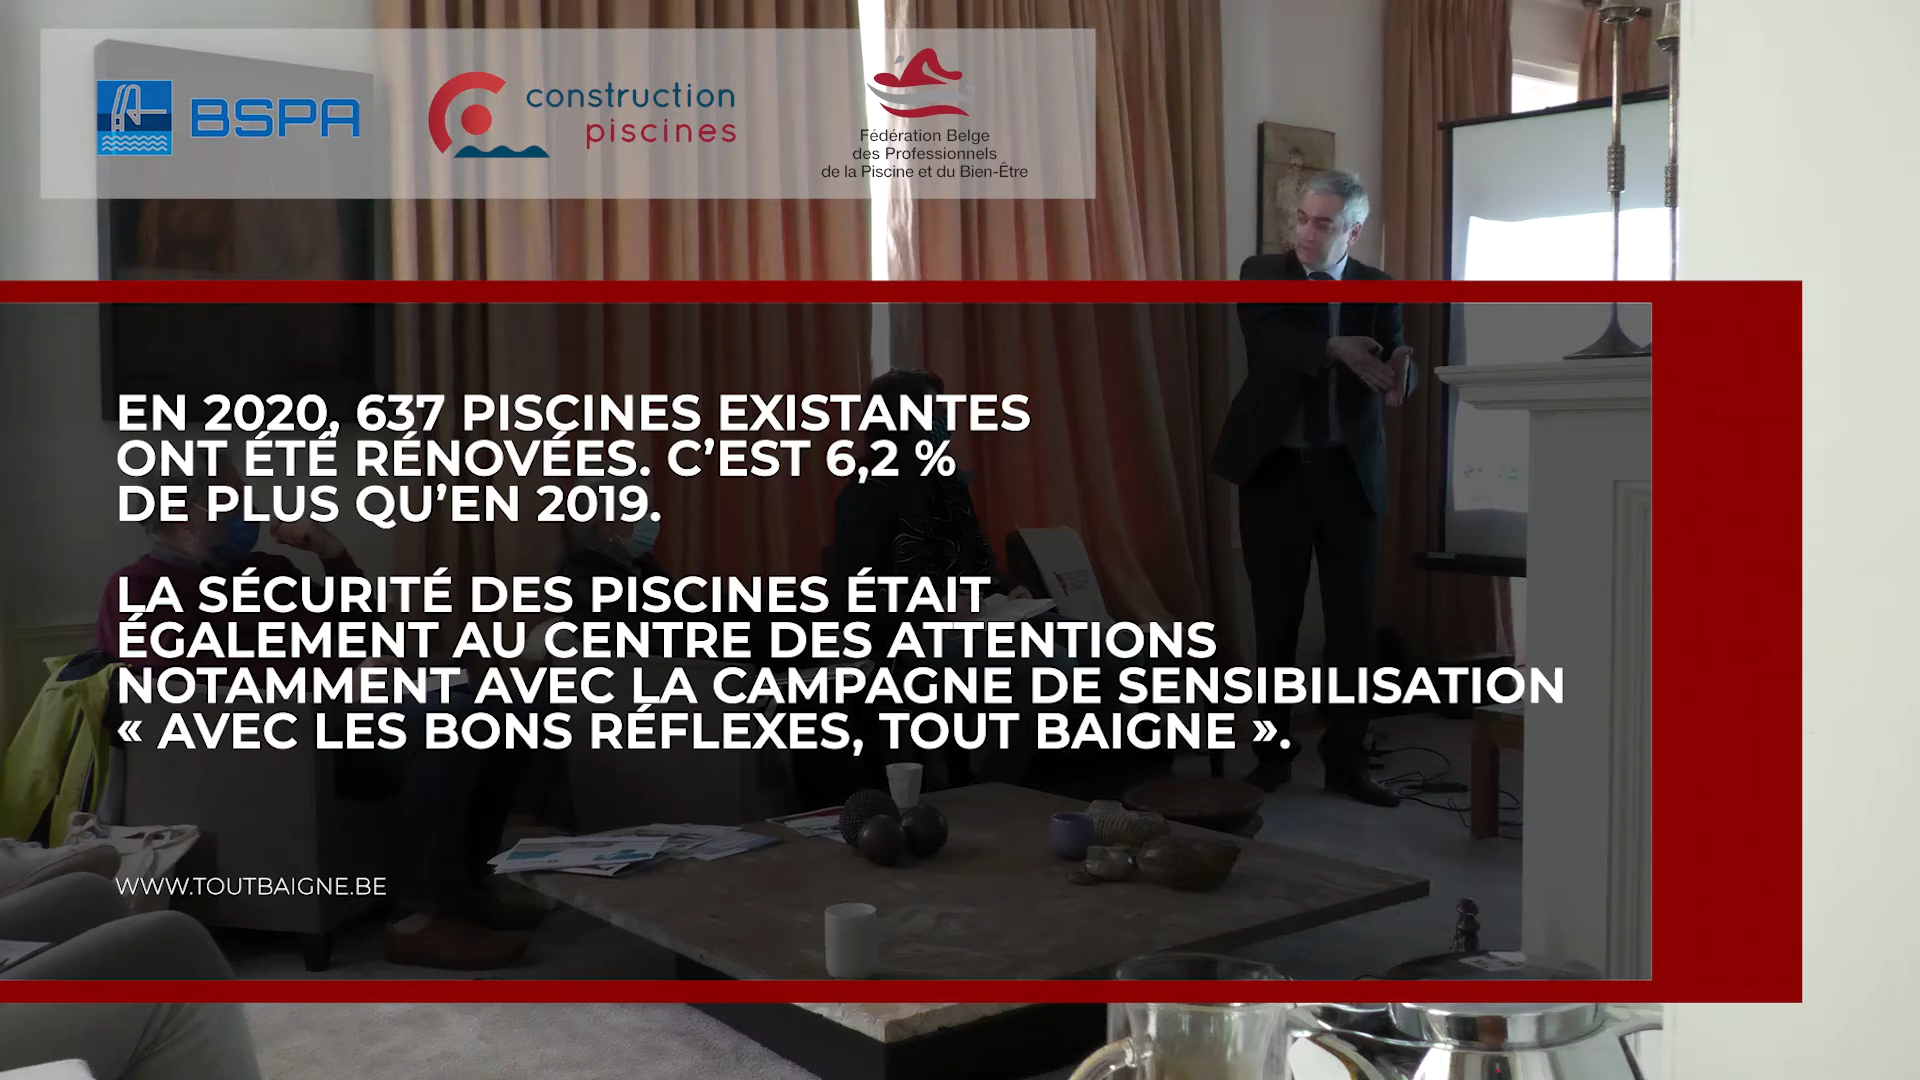 BSPA
construction
piscines
Fédération Belge
des Professionnels
de la Piscine et du Bien-Être
EN 2020, 637 PISCINES EXISTANTES
ONT ÉTÉ RÉNOVÉES. C’EST 6,2 %
DE PLUS QU’EN 2019.
LA SÉCURITÉ DES PISCINES ÉTAIT
ÉGALEMENT AU CENTRE DES ATTENTIONS
NOTAMMENT AVEC LA CAMPAGNE DE SENSIBILISATION
« AVEC LES BONS RÉFLEXES, TOUT BAIGNE ».
WWW.TOUTBAIGNE.BE